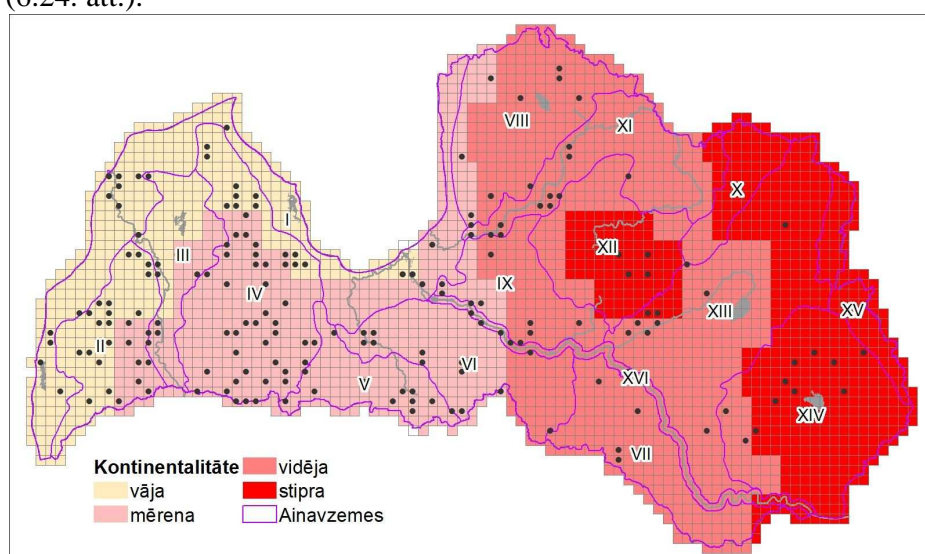 (6.24. att.).
VIII
XI
X
I
III
XII
IV
IX
XIII
XV
II
XVI
V
VI
XIV
VII
Kontinentalitāte
vāja
mērena
vidēja
stipra
Ainavzemes